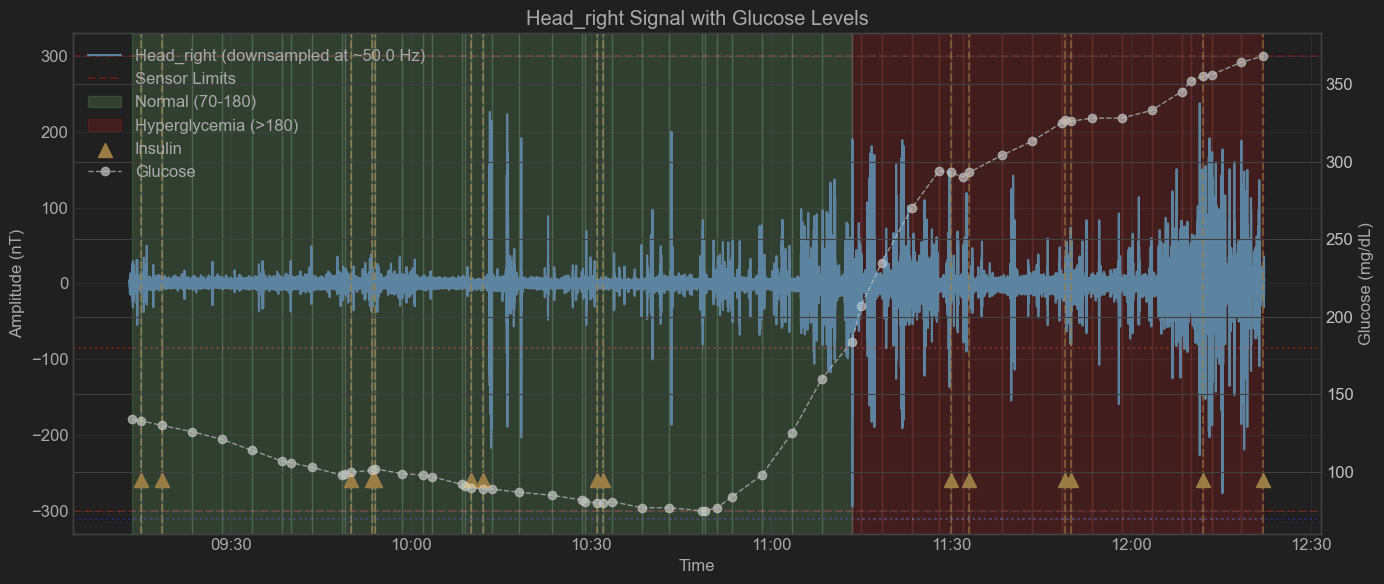 Head_right Signal with Glucose Levels
Head_right (downsampled at ~50.0 Hz)
Sensor Limits
Normal (70-180)
Hyperglycemia (>180)
Insulin
Glucose
Amplitude (nT)
300
200
100
0
−100
−200
−300
350
300
250
200
150
100
Glucose (mg/dL)
09:30 10:00 10:30 11:00 11:30 12:00 12:30
Time